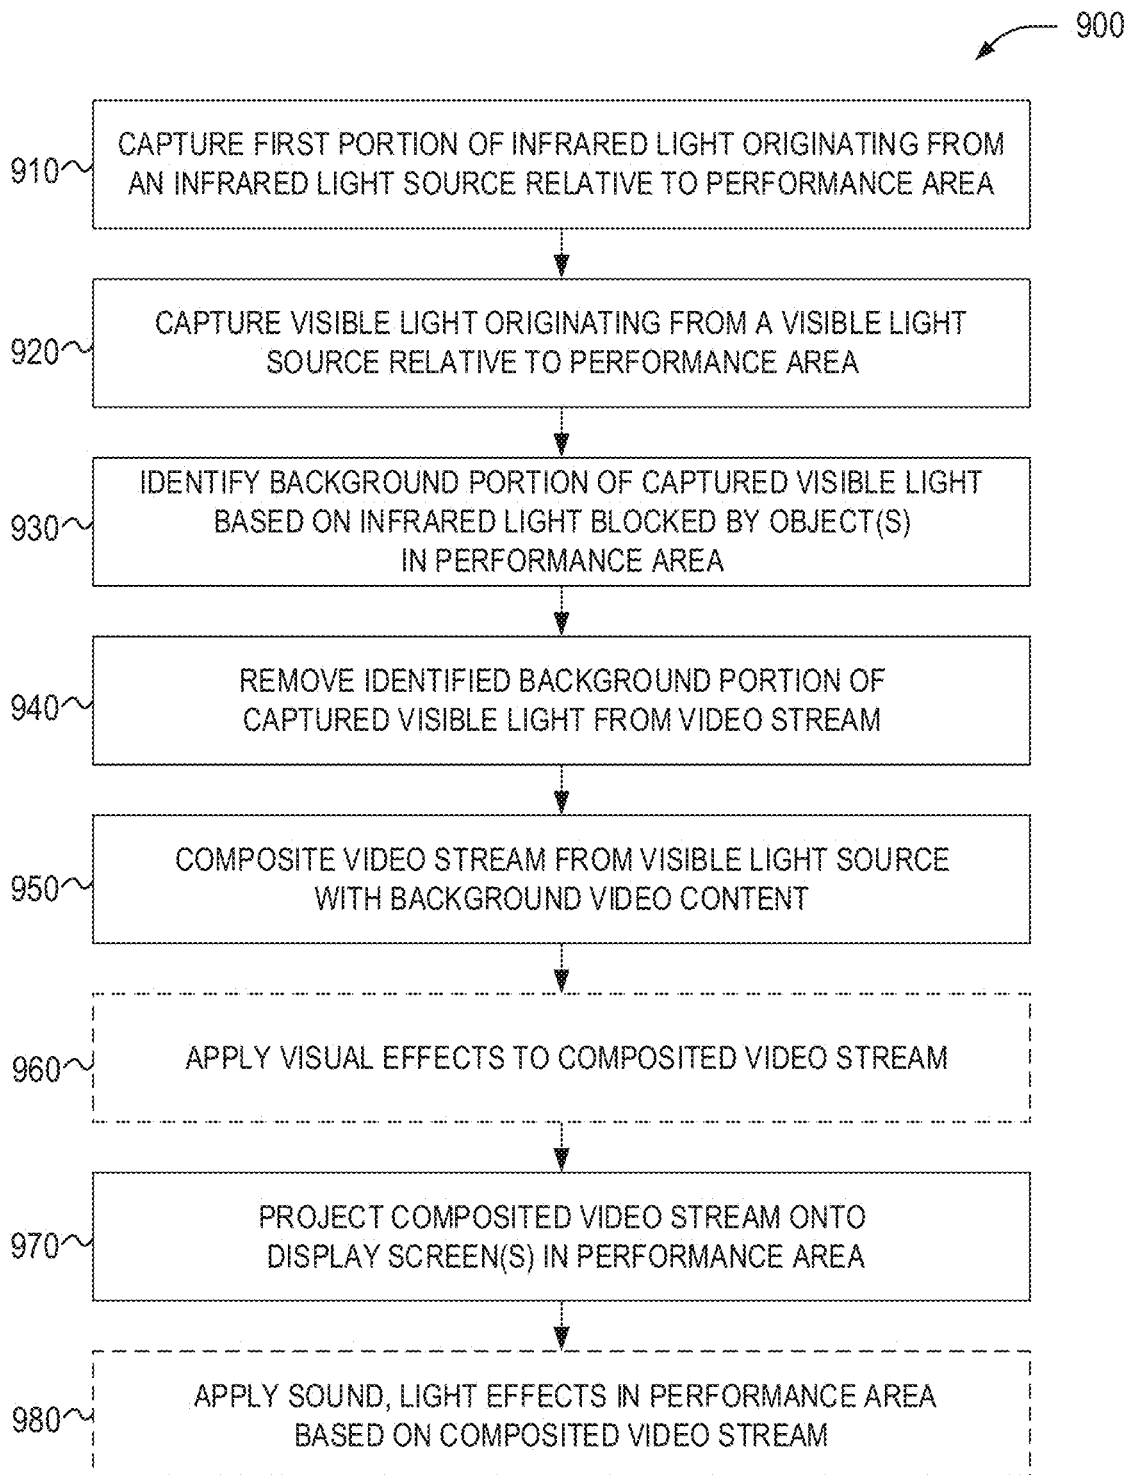 900
910
CAPTURE FIRST PORTION OF INFRARED LIGHT ORIGINATING FROM
AN INFRARED LIGHT SOURCE RELATIVE TO PERFORMANCE AREA
920
CAPTURE VISIBLE LIGHT ORIGINATING FROM A VISIBLE LIGHT
SOURCE RELATIVE TO PERFORMANCE AREA
930
IDENTIFY BACKGROUND PORTION OF CAPTURED VISIBLE LIGHT
BASED ON INFRARED LIGHT BLOCKED BY OBJECT(S)
IN PERFORMANCE AREA
940
REMOVE IDENTIFIED BACKGROUND PORTION OF
CAPTURED VISIBLE LIGHT FROM VIDEO STREAM
950
COMPOSITE VIDEO STREAM FROM VISIBLE LIGHT SOURCE
WITH BACKGROUND VIDEO CONTENT
960
APPLY VISUAL EFFECTS TO COMPOSITED VIDEO STREAM
970
PROJECT COMPOSITED VIDEO STREAM ONTO
DISPLAY SCREEN(S) IN PERFORMANCE AREA
980
APPLY SOUND, LIGHT EFFECTS IN PERFORMANCE AREA
BASED ON COMPOSITED VIDEO STREAM